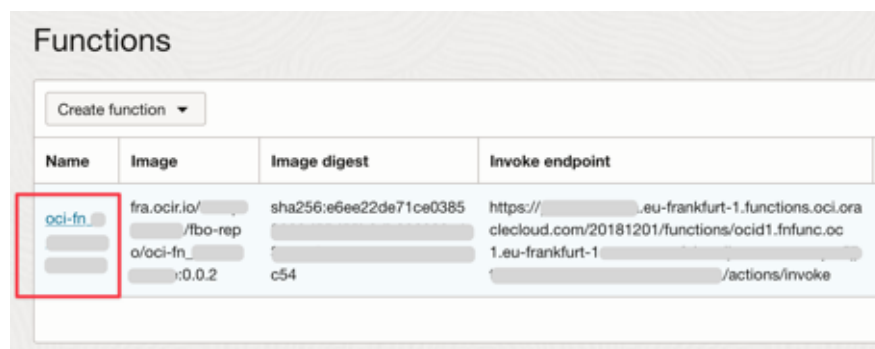 Functions
Create function
Name Image Image digest Invoke endpoint
oci-fn_
fra.ocir.io/
/fbo-rep
o/oci-fn_
:0.0.2
sha256:e6ee22de71ce0385
c54
https:// .eu-frankfurt-1.functions.oci.ora
clecloud.com/20181201/functions/ocid1.fnfunc.oc
1.eu-frankfurt-1
/actions/invoke